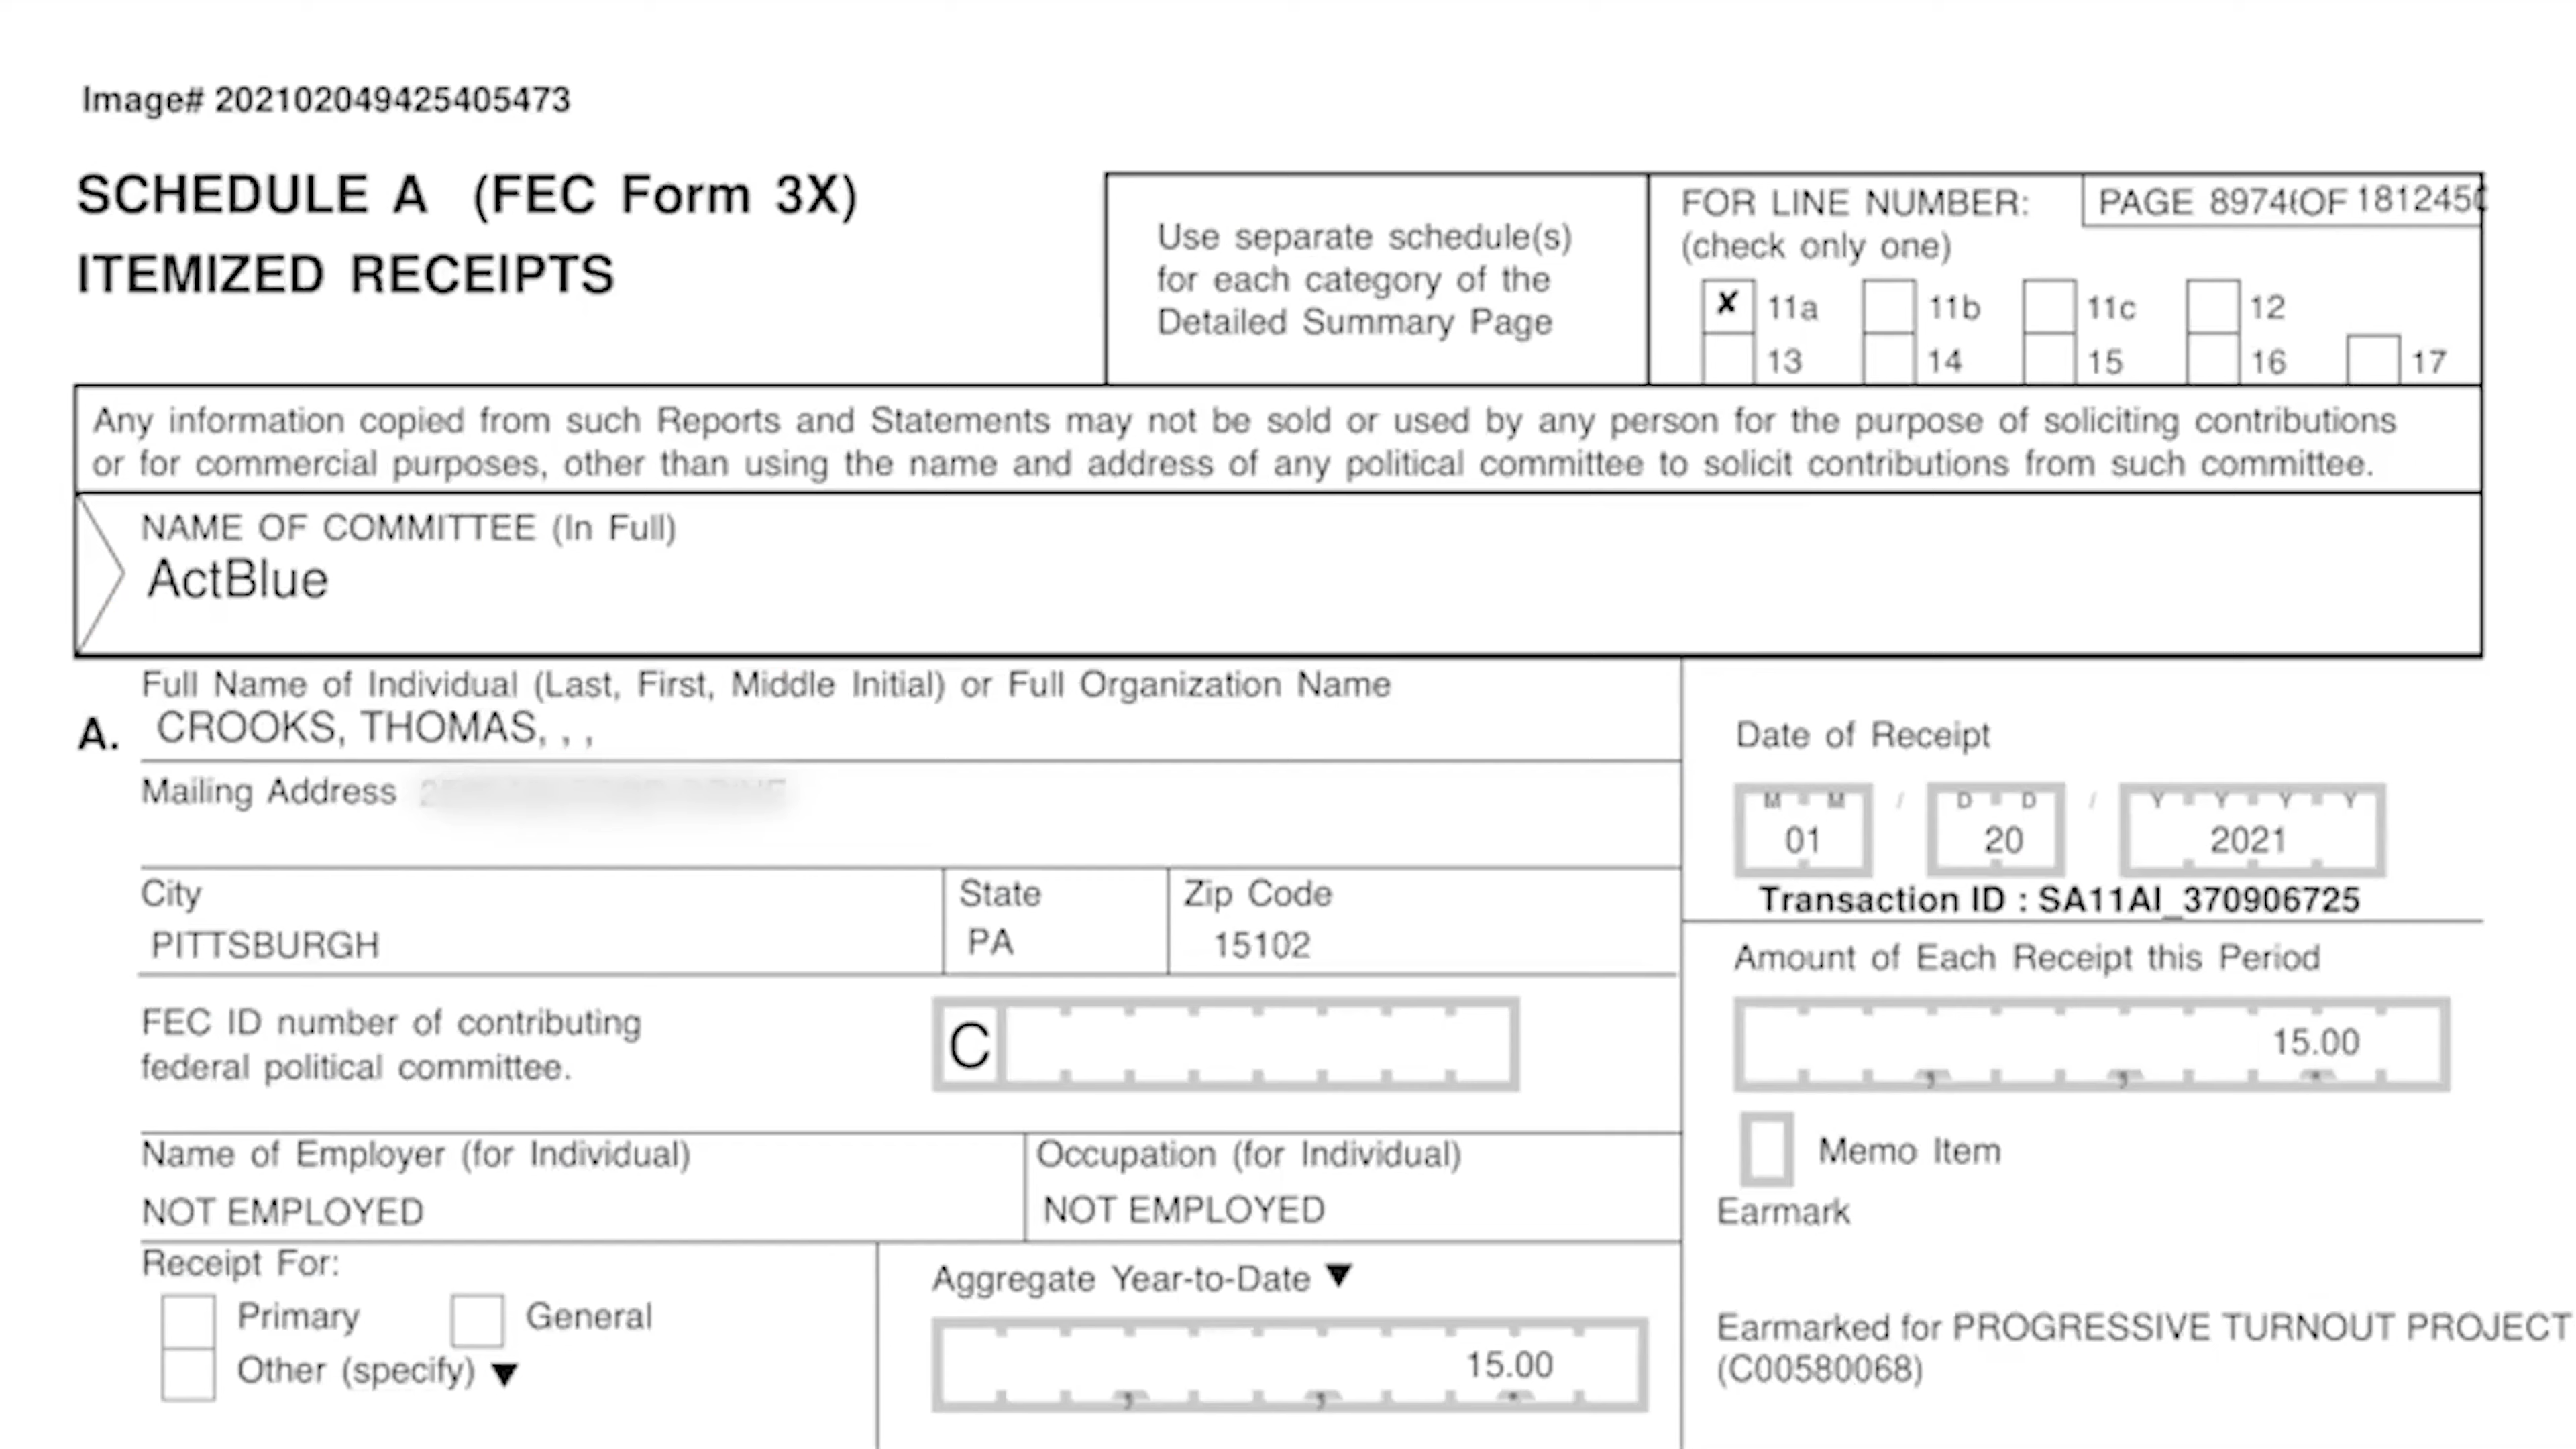 Image# 202102049425405473
SCHEDULE A (FEC Form 3X)
ITEMIZED RECEIPTS
Use separate schedule(s)
for each category of the
Detailed Summary Page
FOR LINE NUMBER:
(check only one)
PAGE 8974 OF 181245
✗ 11a 11b 11c 12
13 14 15 16 17
Any information copied from such Reports and Statements may not be sold or used by any person for the purpose of soliciting contributions
or for commercial purposes, other than using the name and address of any political committee to solicit contributions from such committee.
NAME OF COMMITTEE (In Full)
ActBlue
Full Name of Individual (Last, First, Middle Initial) or Full Organization Name
A. CROOKS, THOMAS, , ,
Mailing Address
City
PITTSBURGH
State
PA
Zip Code
15102
FEC ID number of contributing
federal political committee.
C
Name of Employer (for Individual)
NOT EMPLOYED
Occupation (for Individual)
NOT EMPLOYED
Receipt For:
Primary General
Other (specify) ▼
Aggregate Year-to-Date ▼
15.00
Date of Receipt
M M / D D / Y Y Y Y
01 20 2021
Transaction ID : SA11AI_370906725
Amount of Each Receipt this Period
15.00
Memo Item
Earmark
Earmarked for PROGRESSIVE TURNOUT PROJECT
(C00580068)